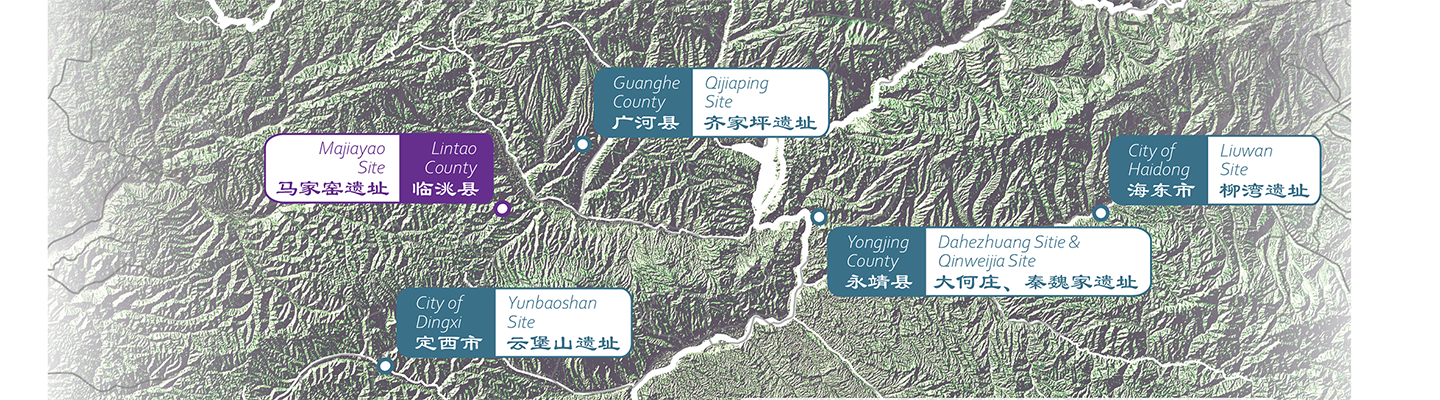 Guanghe
County
广河县
Qijiaping
Site
齐家坪遗址
Majiayao
Site
马家窑遗址
Lintao
County
临洮县
City of
Haidong
海东市
Liuwan
Site
柳湾遗址
Yongjing
County
永靖县
Dahezhuang Sitie &
Qinweijia Site
大何庄、秦魏家遗址
City of
Dingxi
定西市
Yunbaoshan
Site
云堡山遗址